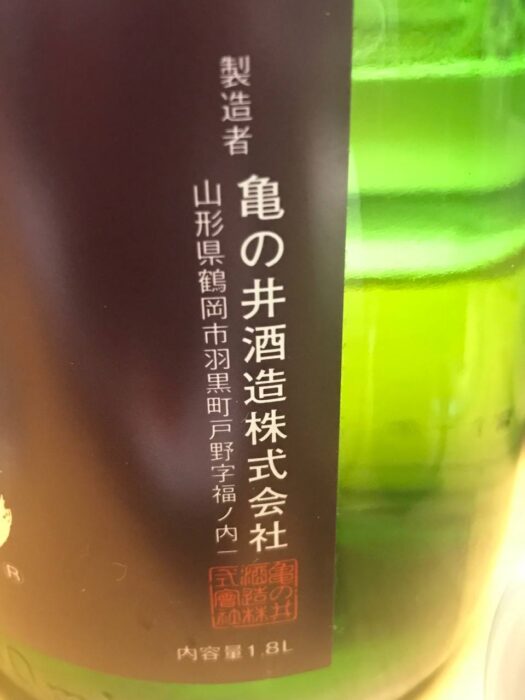 製造者
亀の井酒造株式会社
山形県鶴岡市羽黒町戸野字福ノ内一
亀の井
酒造株
式會社
内容量1.8L
R